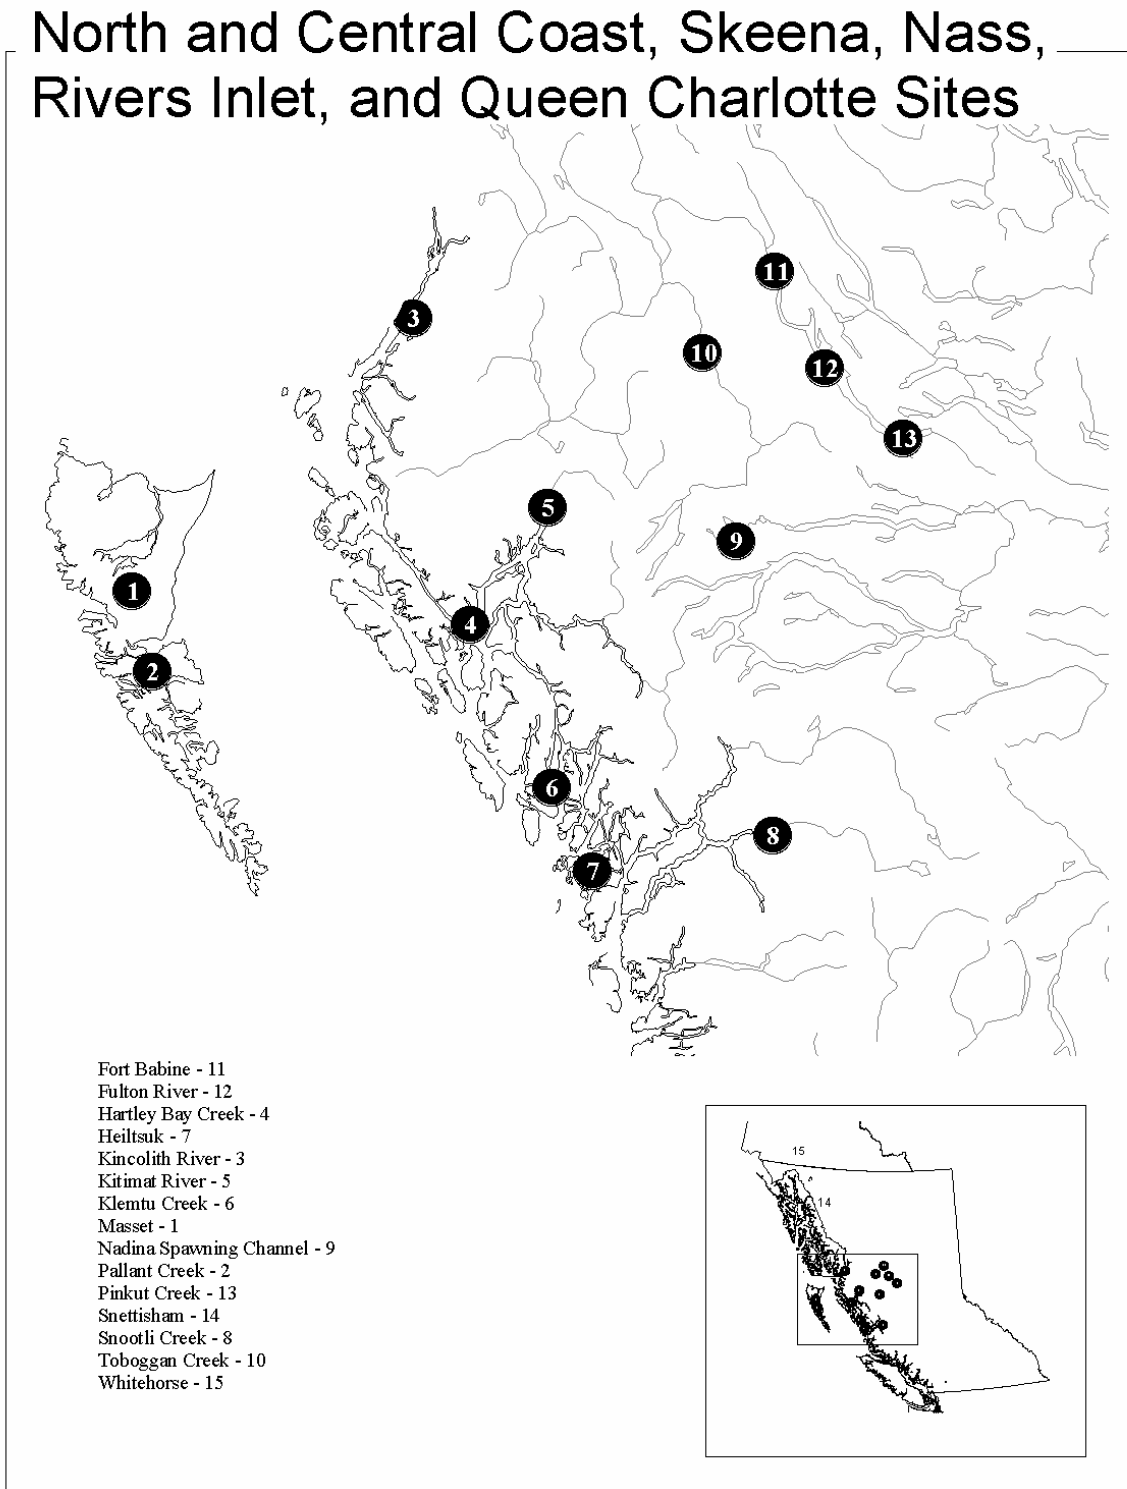 North and Central Coast, Skeena, Nass,
Rivers Inlet, and Queen Charlotte Sites
11
3
10
12
13
5
9
1
4
2
6
8
7
Fort Babine - 11
Fulton River - 12
Hartley Bay Creek - 4
Heiltsuk - 7
Kincolith River - 3
Kitimat River - 5
Klemtu Creek - 6
Masset - 1
Nadina Spawning Channel - 9
Pallant Creek - 2
Pinkut Creek - 13
Snettisham - 14
Snootli Creek - 8
Toboggan Creek - 10
Whitehorse - 15
15
14